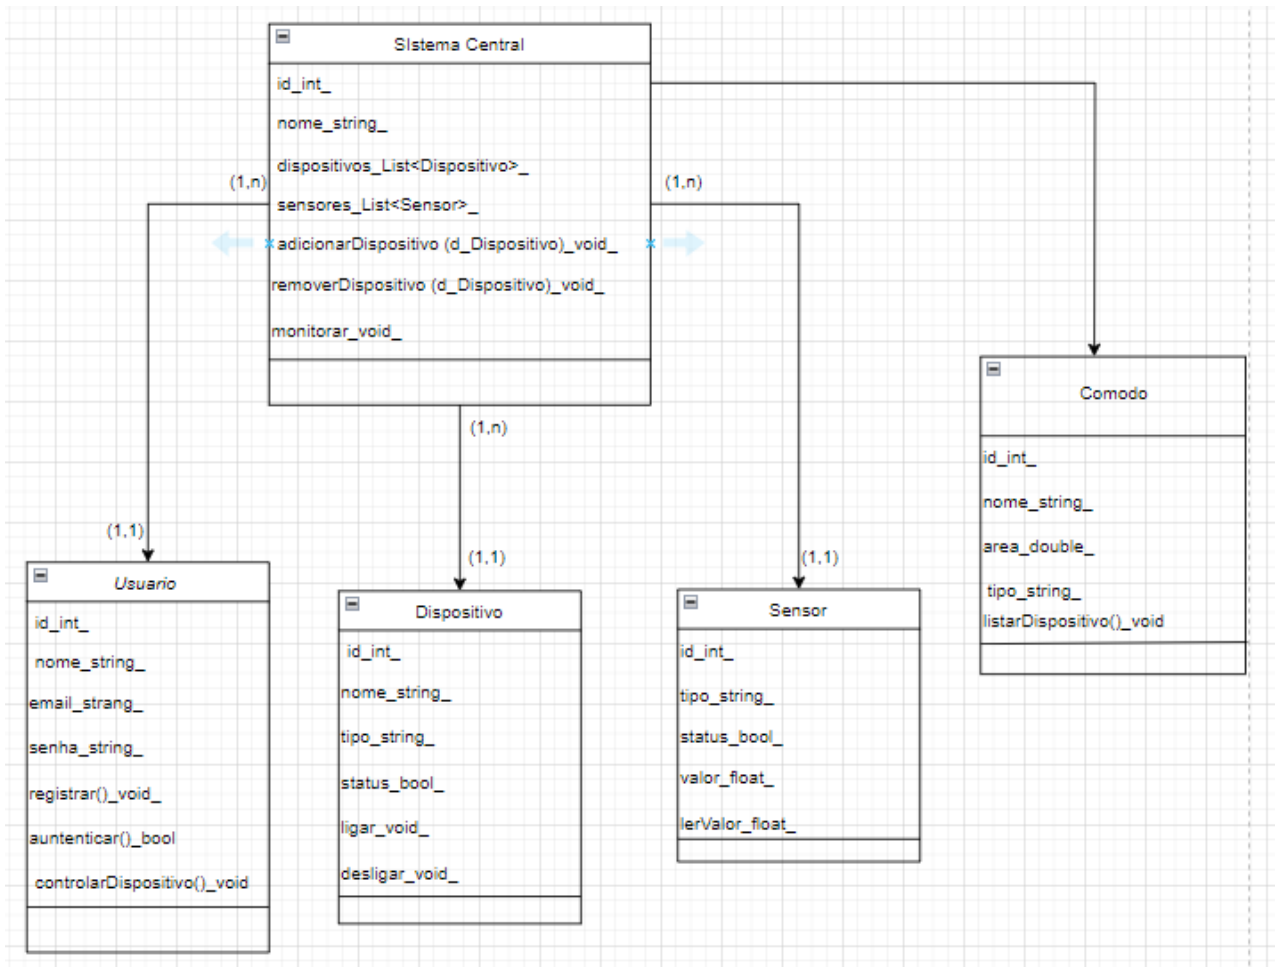 SIstema Central
id_int_
nome_string_
dispositivos_List<Dispositivo>_
sensores_List<Sensor>_
adicionarDispositivo (d_Dispositivo)_void_
removerDispositivo (d_Dispositivo)_void_
monitorar_void_
(1,n)
(1,n)
(1,n)
(1,1)
(1,1)
(1,1)
Usuario
id_int_
nome_string_
email_strang_
senha_string_
registrar()_void_
auntenticar()_bool
controlarDispositivo()_void
Dispositivo
id_int_
nome_string_
tipo_string_
status_bool_
ligar_void_
desligar_void_
Sensor
id_int_
tipo_string_
status_bool_
valor_float_
lerValor_float_
Comodo
id_int_
nome_string_
area_double_
tipo_string_
listarDispositivo()_void